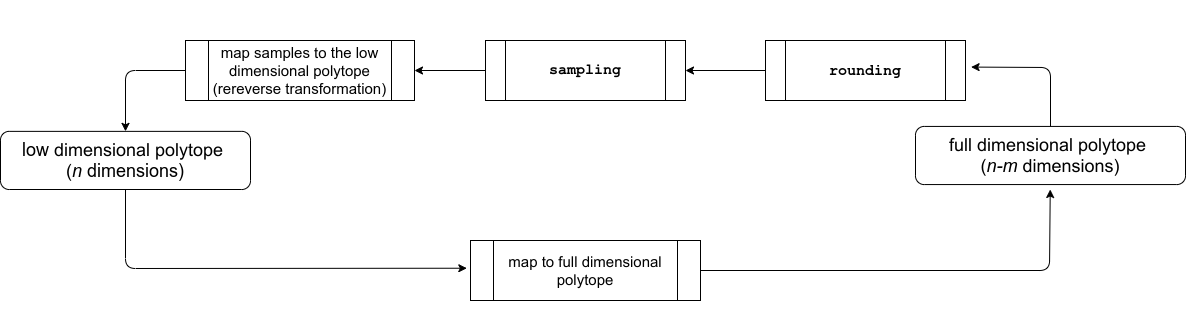 map samples to the low
dimensional polytope
(rereverse transformation)
sampling
rounding
low dimensional polytope
(n dimensions)
full dimensional polytope
(n-m dimensions)
map to full dimensional
polytope